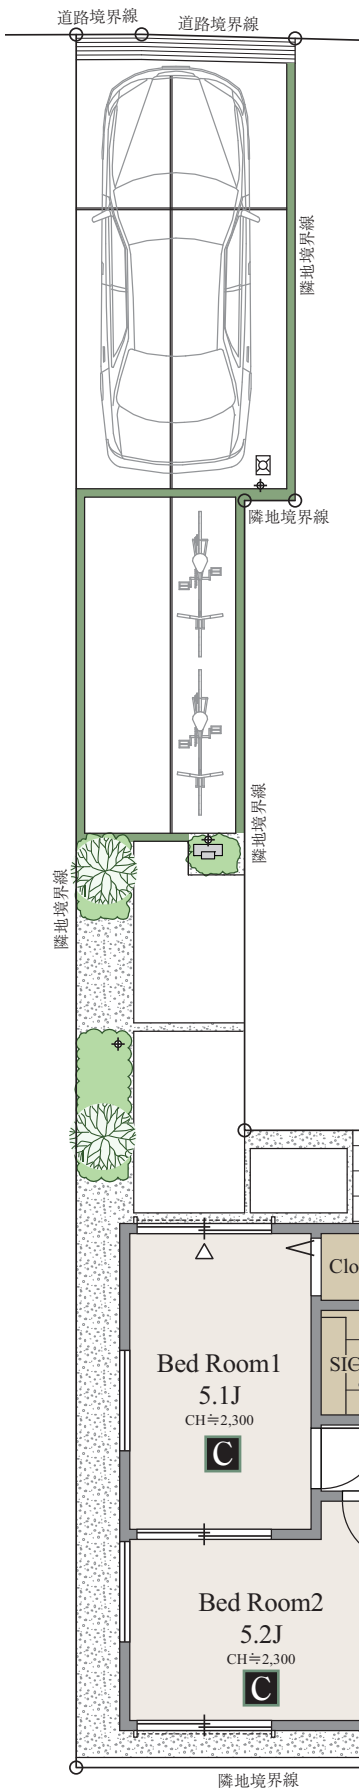 道路境界線
道路境界線
隣地境界線
隣地境界線
隣地境界線
隣地境界線
Clo
Bed Room1
5.1J
CH≒2,300
C
SIC
Bed Room2
5.2J
CH≒2,300
C
隣地境界線